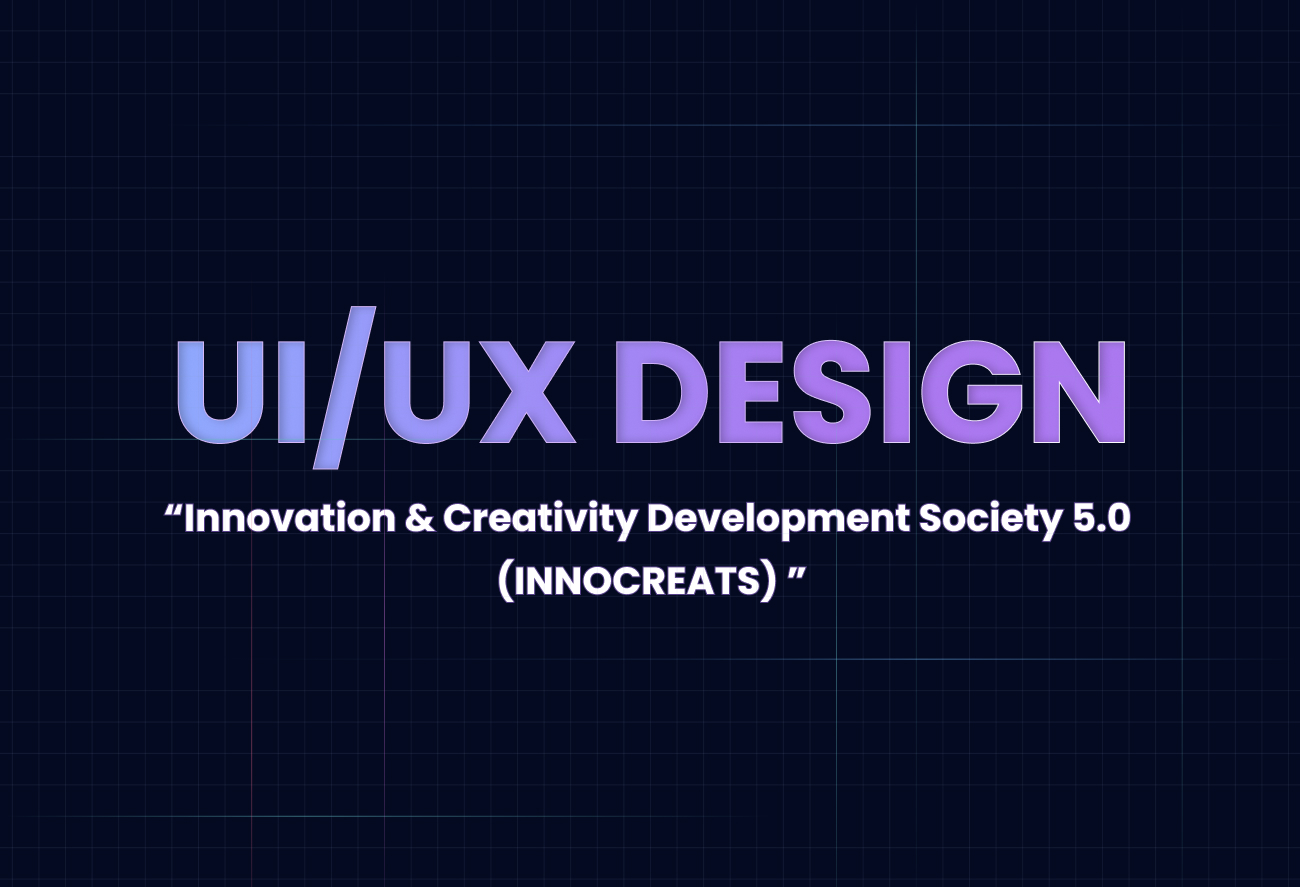 UI/UX DESIGN
“Innovation & Creativity Development Society 5.0
(INNOCREATS) ”